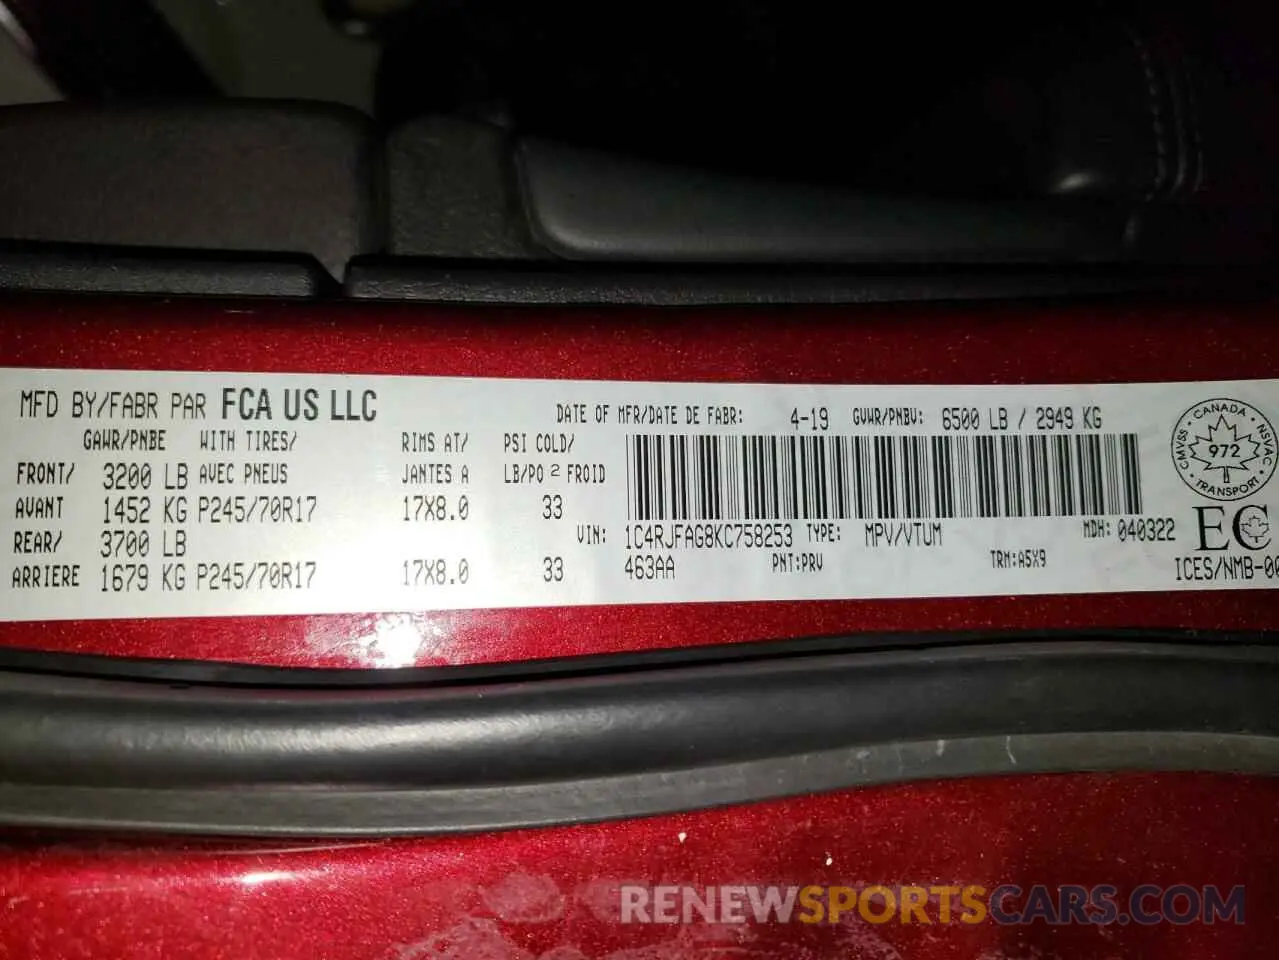 MFD BY/FABR PAR FCA US LLC
DATE OF MFR/DATE DE FABR: 4-19 GVWR/PNBV: 6500 LB / 2949 KG
GAWR/PNBE WITH TIRES/ RIMS AT/ PSI COLD/
FRONT/ 3200 LB AVEC PNEUS JANTES A LB/PO 2 FROID
AVANT 1452 KG P245/70R17 17X8.0 33
REAR/ 3700 LB
ARRIERE 1679 KG P245/70R17 17X8.0 33
VIN: 1C4RJFAG8KC758253 TYPE: MPV/VTUM MDH: 040322
463AA PNT:PRV TRM:A5X9
CANADA
CMVSS 972 NSVAC
TRANSPORT
EC
ICES/NMB-00
RENEWSPORTSCARS.COM